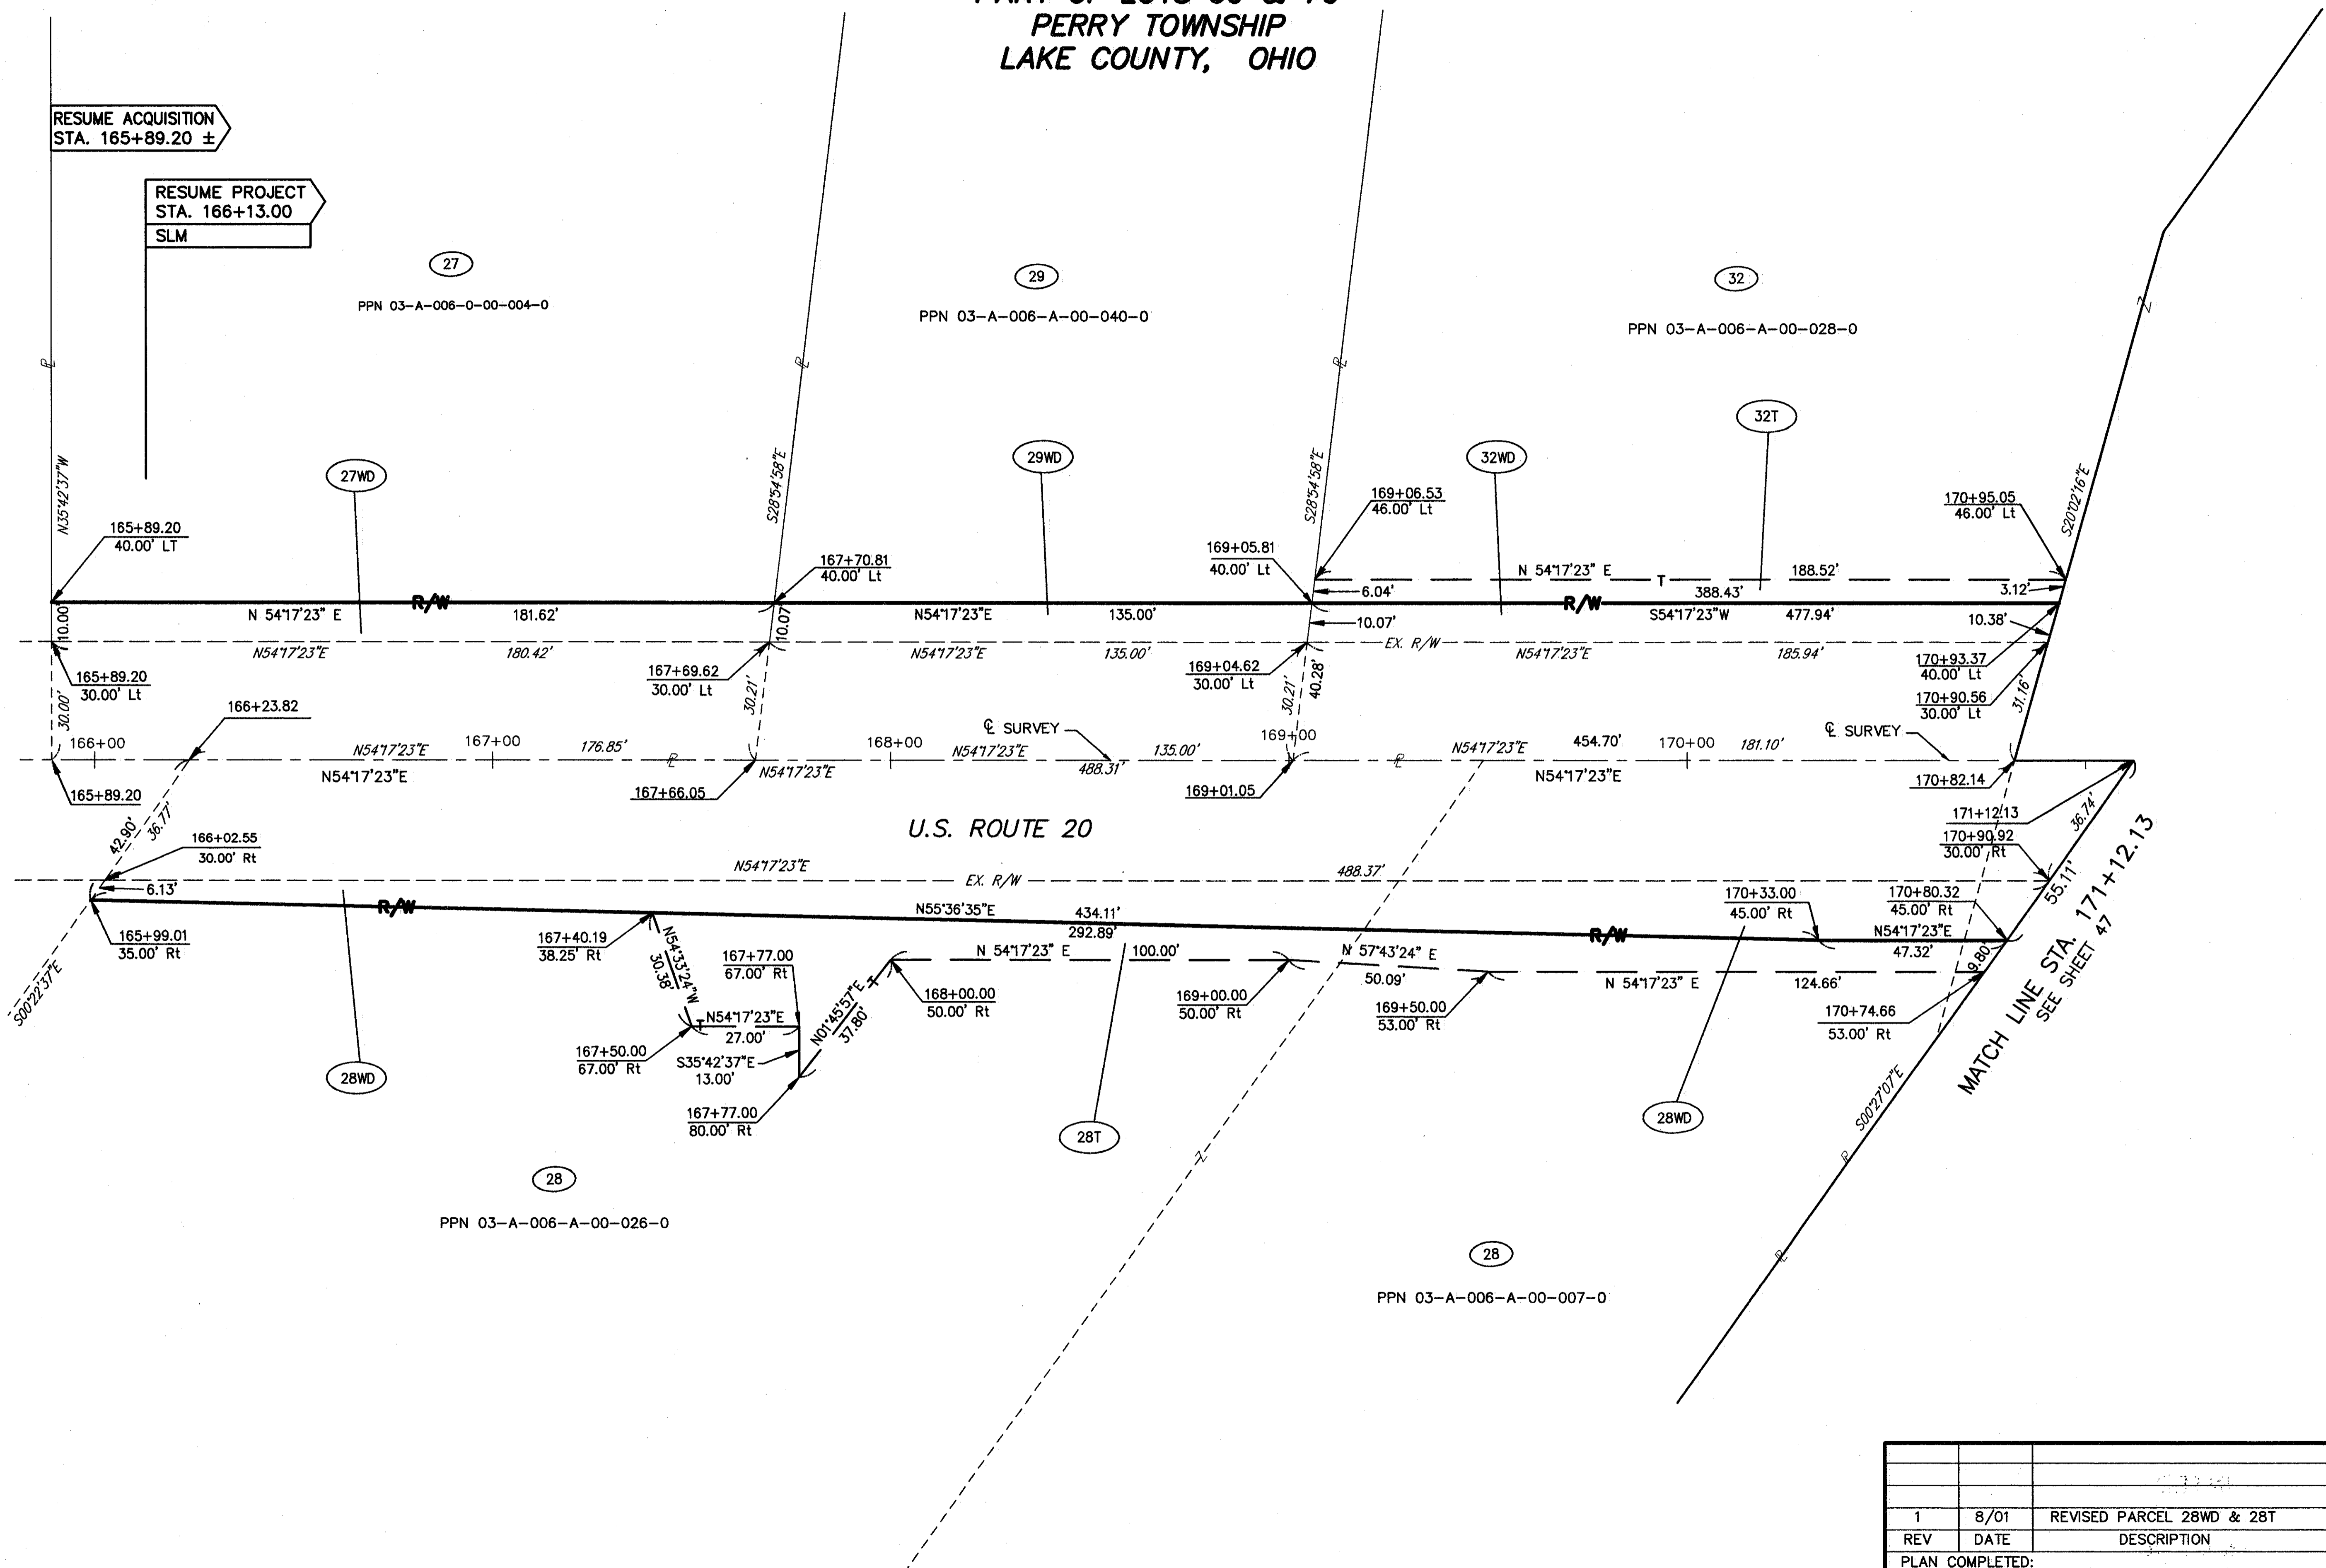 PERRY TOWNSHIP
LAKE COUNTY, OHIO
RESUME ACQUISITION
STA. 165+89.20 ±
RESUME PROJECT
STA. 166+13.00
SLM
27
PPN 03-A-006-0-00-004-0
29
PPN 03-A-006-A-00-040-0
32
PPN 03-A-006-A-00-028-0
32T
27WD
29WD
32WD
N35°42'37"W
S28°54'58"E
S28°54'58"E
S20°02'16"E
165+89.20
40.00' LT
167+70.81
40.00' Lt
169+05.81
40.00' Lt
169+06.53
46.00' Lt
170+95.05
46.00' Lt
N 54°17'23" E
T
188.52'
388.43'
6.04'
3.12'
10.00'
N 54°17'23" E
R/W
181.62'
10.07'
N54°17'23"E
135.00'
10.07'
R/W
S54°17'23"W
477.94'
10.38'
N54°17'23"E
180.42'
N54°17'23"E
135.00'
EX. R/W
N54°17'23"E
185.94'
165+89.20
30.00' Lt
167+69.62
30.00' Lt
169+04.62
30.00' Lt
170+93.37
40.00' Lt
170+90.56
30.00' Lt
30.00'
30.21'
30.21'
40.28'
31.16'
166+23.82
℄ SURVEY
℄ SURVEY
166+00
N54°17'23"E
167+00
176.85'
168+00
N54°17'23"E
135.00'
169+00
N54°17'23"E
454.70'
170+00
181.10'
N54°17'23"E
N54°17'23"E
488.31'
N54°17'23"E
165+89.20
167+66.05
169+01.05
170+82.14
171+12.13
42.90'
36.77'
36.74'
U.S. ROUTE 20
166+02.55
30.00' Rt
170+90.92
30.00' Rt
N54°17'23"E
EX. R/W
488.37'
6.13'
55.11'
R/W
N55°36'35"E
434.11'
292.89'
R/W
170+33.00
45.00' Rt
170+80.32
45.00' Rt
N54°17'23"E
47.32'
165+99.01
35.00' Rt
167+40.19
38.25' Rt
N54°33'24"W
30.38'
167+77.00
67.00' Rt
N 54°17'23" E
100.00'
N 57°43'24" E
50.09'
N 54°17'23" E
124.66'
9.80'
168+00.00
50.00' Rt
169+00.00
50.00' Rt
169+50.00
53.00' Rt
170+74.66
53.00' Rt
T
N54°17'23"E
27.00'
S35°42'37"E
13.00'
N01°45'57"E
37.80'
T
167+50.00
67.00' Rt
167+77.00
80.00' Rt
S00°22'37"E
S00°27'07"E
MATCH LINE STA. 171+12.13
SEE SHEET 47
28WD
28T
28WD
28
PPN 03-A-006-A-00-026-0
28
PPN 03-A-006-A-00-007-0
1 8/01 REVISED PARCEL 28WD & 28T
REV DATE DESCRIPTION
PLAN COMPLETED: